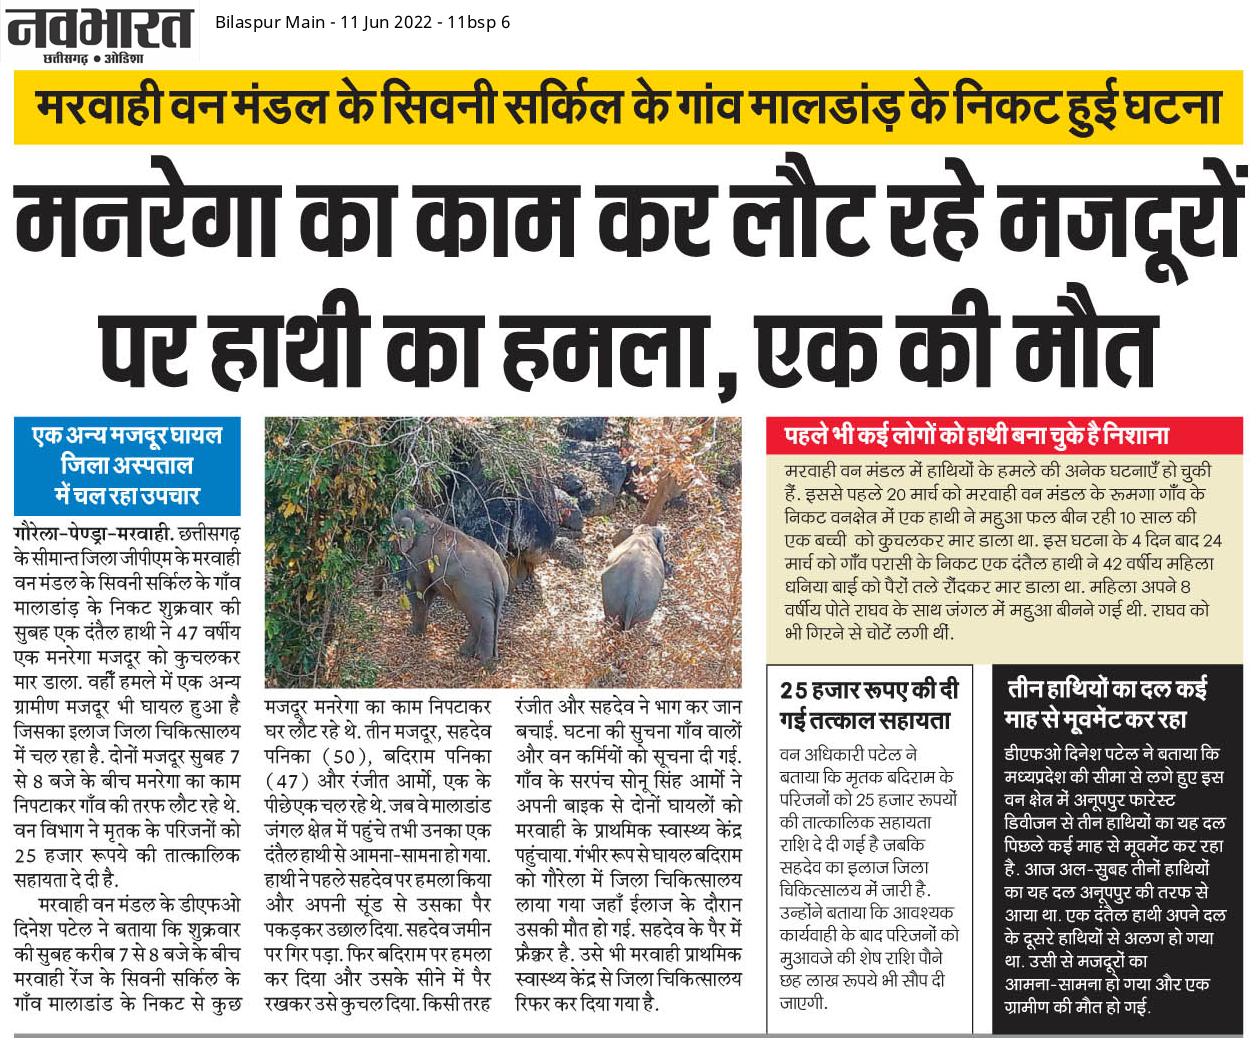 नवभारत
छत्तीसगढ़ • ओडिशा
Bilaspur Main - 11 Jun 2022 - 11bsp 6
मरवाही वन मंडल के सिवनी सर्किल के गांव मालडांड़ के निकट हुई घटना
मनरेगा का काम कर लौट रहे मजदूरों
पर हाथी का हमला, एक की मौत
एक अन्य मजदूर घायल
जिला अस्पताल
में चल रहा उपचार
गौरेला-पेण्ड्रा-मरवाही. छत्तीसगढ़
के सीमान्त जिला जीपीएम के मरवाही
वन मंडल के सिवनी सर्किल के गाँव
मालाडांड़ के निकट शुक्रवार की
सुबह एक दंतैल हाथी ने 47 वर्षीय
एक मनरेगा मजदूर को कुचलकर
मार डाला. वहीँ हमले में एक अन्य
ग्रामीण मजदूर भी घायल हुआ है
जिसका इलाज जिला चिकित्सालय
में चल रहा है. दोनों मजदूर सुबह 7
से 8 बजे के बीच मनरेगा का काम
निपटाकर गाँव की तरफ लौट रहे थे.
वन विभाग ने मृतक के परिजनों को
25 हजार रूपये की तात्कालिक
सहायता दे दी है.
मरवाही वन मंडल के डीएफओ
दिनेश पटेल ने बताया कि शुक्रवार
की सुबह करीब 7 से 8 बजे के बीच
मरवाही रेंज के सिवनी सर्किल के
गाँव मालाडांड के निकट से कुछ
मजदूर मनरेगा का काम निपटाकर
घर लौट रहे थे. तीन मजदूर, सहदेव
पनिका (50), बदिराम पनिका
(47) और रंजीत आर्मो, एक के
पीछे एक चल रहे थे. जब वे मालाडांड
जंगल क्षेत्र में पहुंचे तभी उनका एक
दंतैल हाथी से आमना-सामना हो गया.
हाथी ने पहले सहदेव पर हमला किया
और अपनी सूंड से उसका पैर
पकड़कर उछाल दिया. सहदेव जमीन
पर गिर पड़ा. फिर बदिराम पर हमला
कर दिया और उसके सीने में पैर
रखकर उसे कुचल दिया. किसी तरह
रंजीत और सहदेव ने भाग कर जान
बचाई. घटना की सुचना गाँव वालों
और वन कर्मियों को सूचना दी गई.
गाँव के सरपंच सोनू सिंह आर्मो ने
अपनी बाइक से दोनों घायलों को
मरवाही के प्राथमिक स्वास्थ्य केंद्र
पहुंचाया. गंभीर रूप से घायल बदिराम
को गौरेला में जिला चिकित्सालय
लाया गया जहाँ ईलाज के दौरान
उसकी मौत हो गई. सहदेव के पैर में
फ्रैक्चर है. उसे भी मरवाही प्राथमिक
स्वास्थ्य केंद्र से जिला चिकित्सालय
रिफर कर दिया गया है.
पहले भी कई लोगों को हाथी बना चुके है निशाना
मरवाही वन मंडल में हाथियों के हमले की अनेक घटनाएँ हो चुकी
हैं. इससे पहले 20 मार्च को मरवाही वन मंडल के रूमगा गाँव के
निकट वनक्षेत्र में एक हाथी ने महुआ फल बीन रही 10 साल की
एक बच्ची को कुचलकर मार डाला था. इस घटना के 4 दिन बाद 24
मार्च को गाँव परासी के निकट एक दंतैल हाथी ने 42 वर्षीय महिला
धनिया बाई को पैरों तले रौंदकर मार डाला था. महिला अपने 8
वर्षीय पोते राघव के साथ जंगल में महुआ बीनने गई थी. राघव को
भी गिरने से चोटें लगी थीं.
25 हजार रूपए की दी
गई तत्काल सहायता
वन अधिकारी पटेल ने
बताया कि मृतक बदिराम के
परिजनों को 25 हजार रूपयों
की तात्कालिक सहायता
राशि दे दी गई है जबकि
सहदेव का इलाज जिला
चिकित्सालय में जारी है.
उन्होंने बताया कि आवश्यक
कार्यवाही के बाद परिजनों को
मुआवजे की शेष राशि पौने
छह लाख रूपये भी सौप दी
जाएगी.
तीन हाथियों का दल कई
माह से मूवमेंट कर रहा
डीएफओ दिनेश पटेल ने बताया कि
मध्यप्रदेश की सीमा से लगे हुए इस
वन क्षेत्र में अनूपपुर फारेस्ट
डिवीजन से तीन हाथियों का यह दल
पिछले कई माह से मूवमेंट कर रहा
है. आज अल-सुबह तीनों हाथियों
का यह दल अनूपपुर की तरफ से
आया था. एक दंतैल हाथी अपने दल
के दूसरे हाथियों से अलग हो गया
था. उसी से मजदूरों का
आमना-सामना हो गया और एक
ग्रामीण की मौत हो गई.